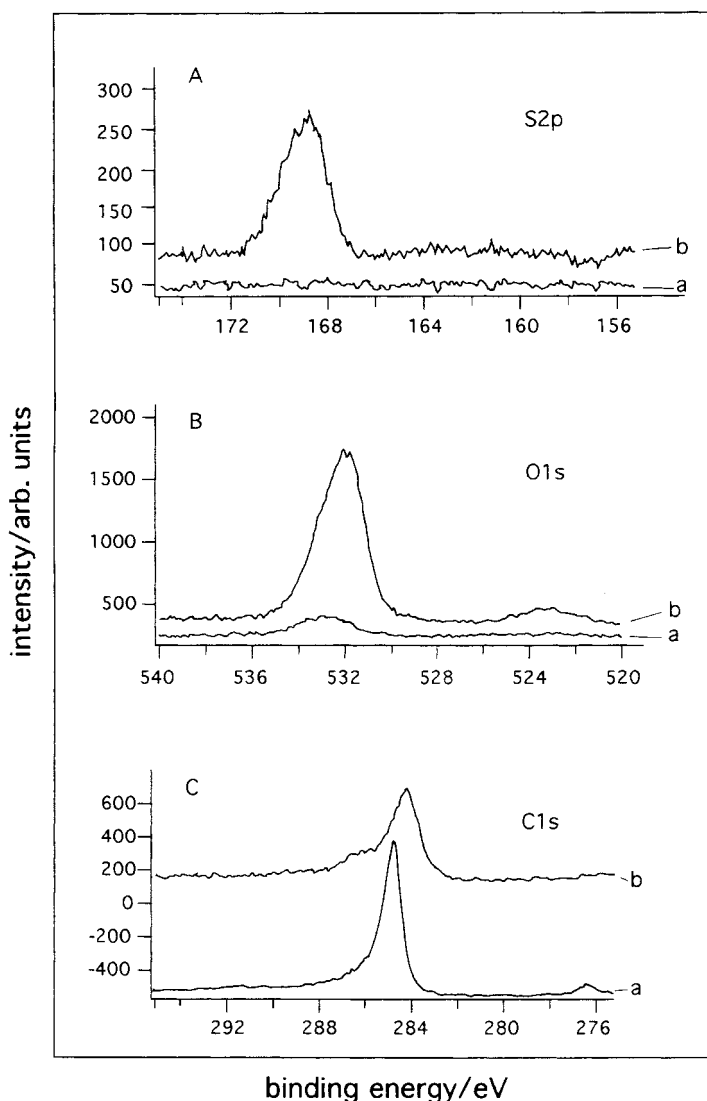 A
S2p
300
250
200
150
100
50
b
a
172 168 164 160 156
B
O1s
2000
1500
1000
500
b
a
540 536 532 528 524 520
C
C1s
600
400
200
0
-200
-400
b
a
292 288 284 280 276
intensity/arb. units
binding energy/eV